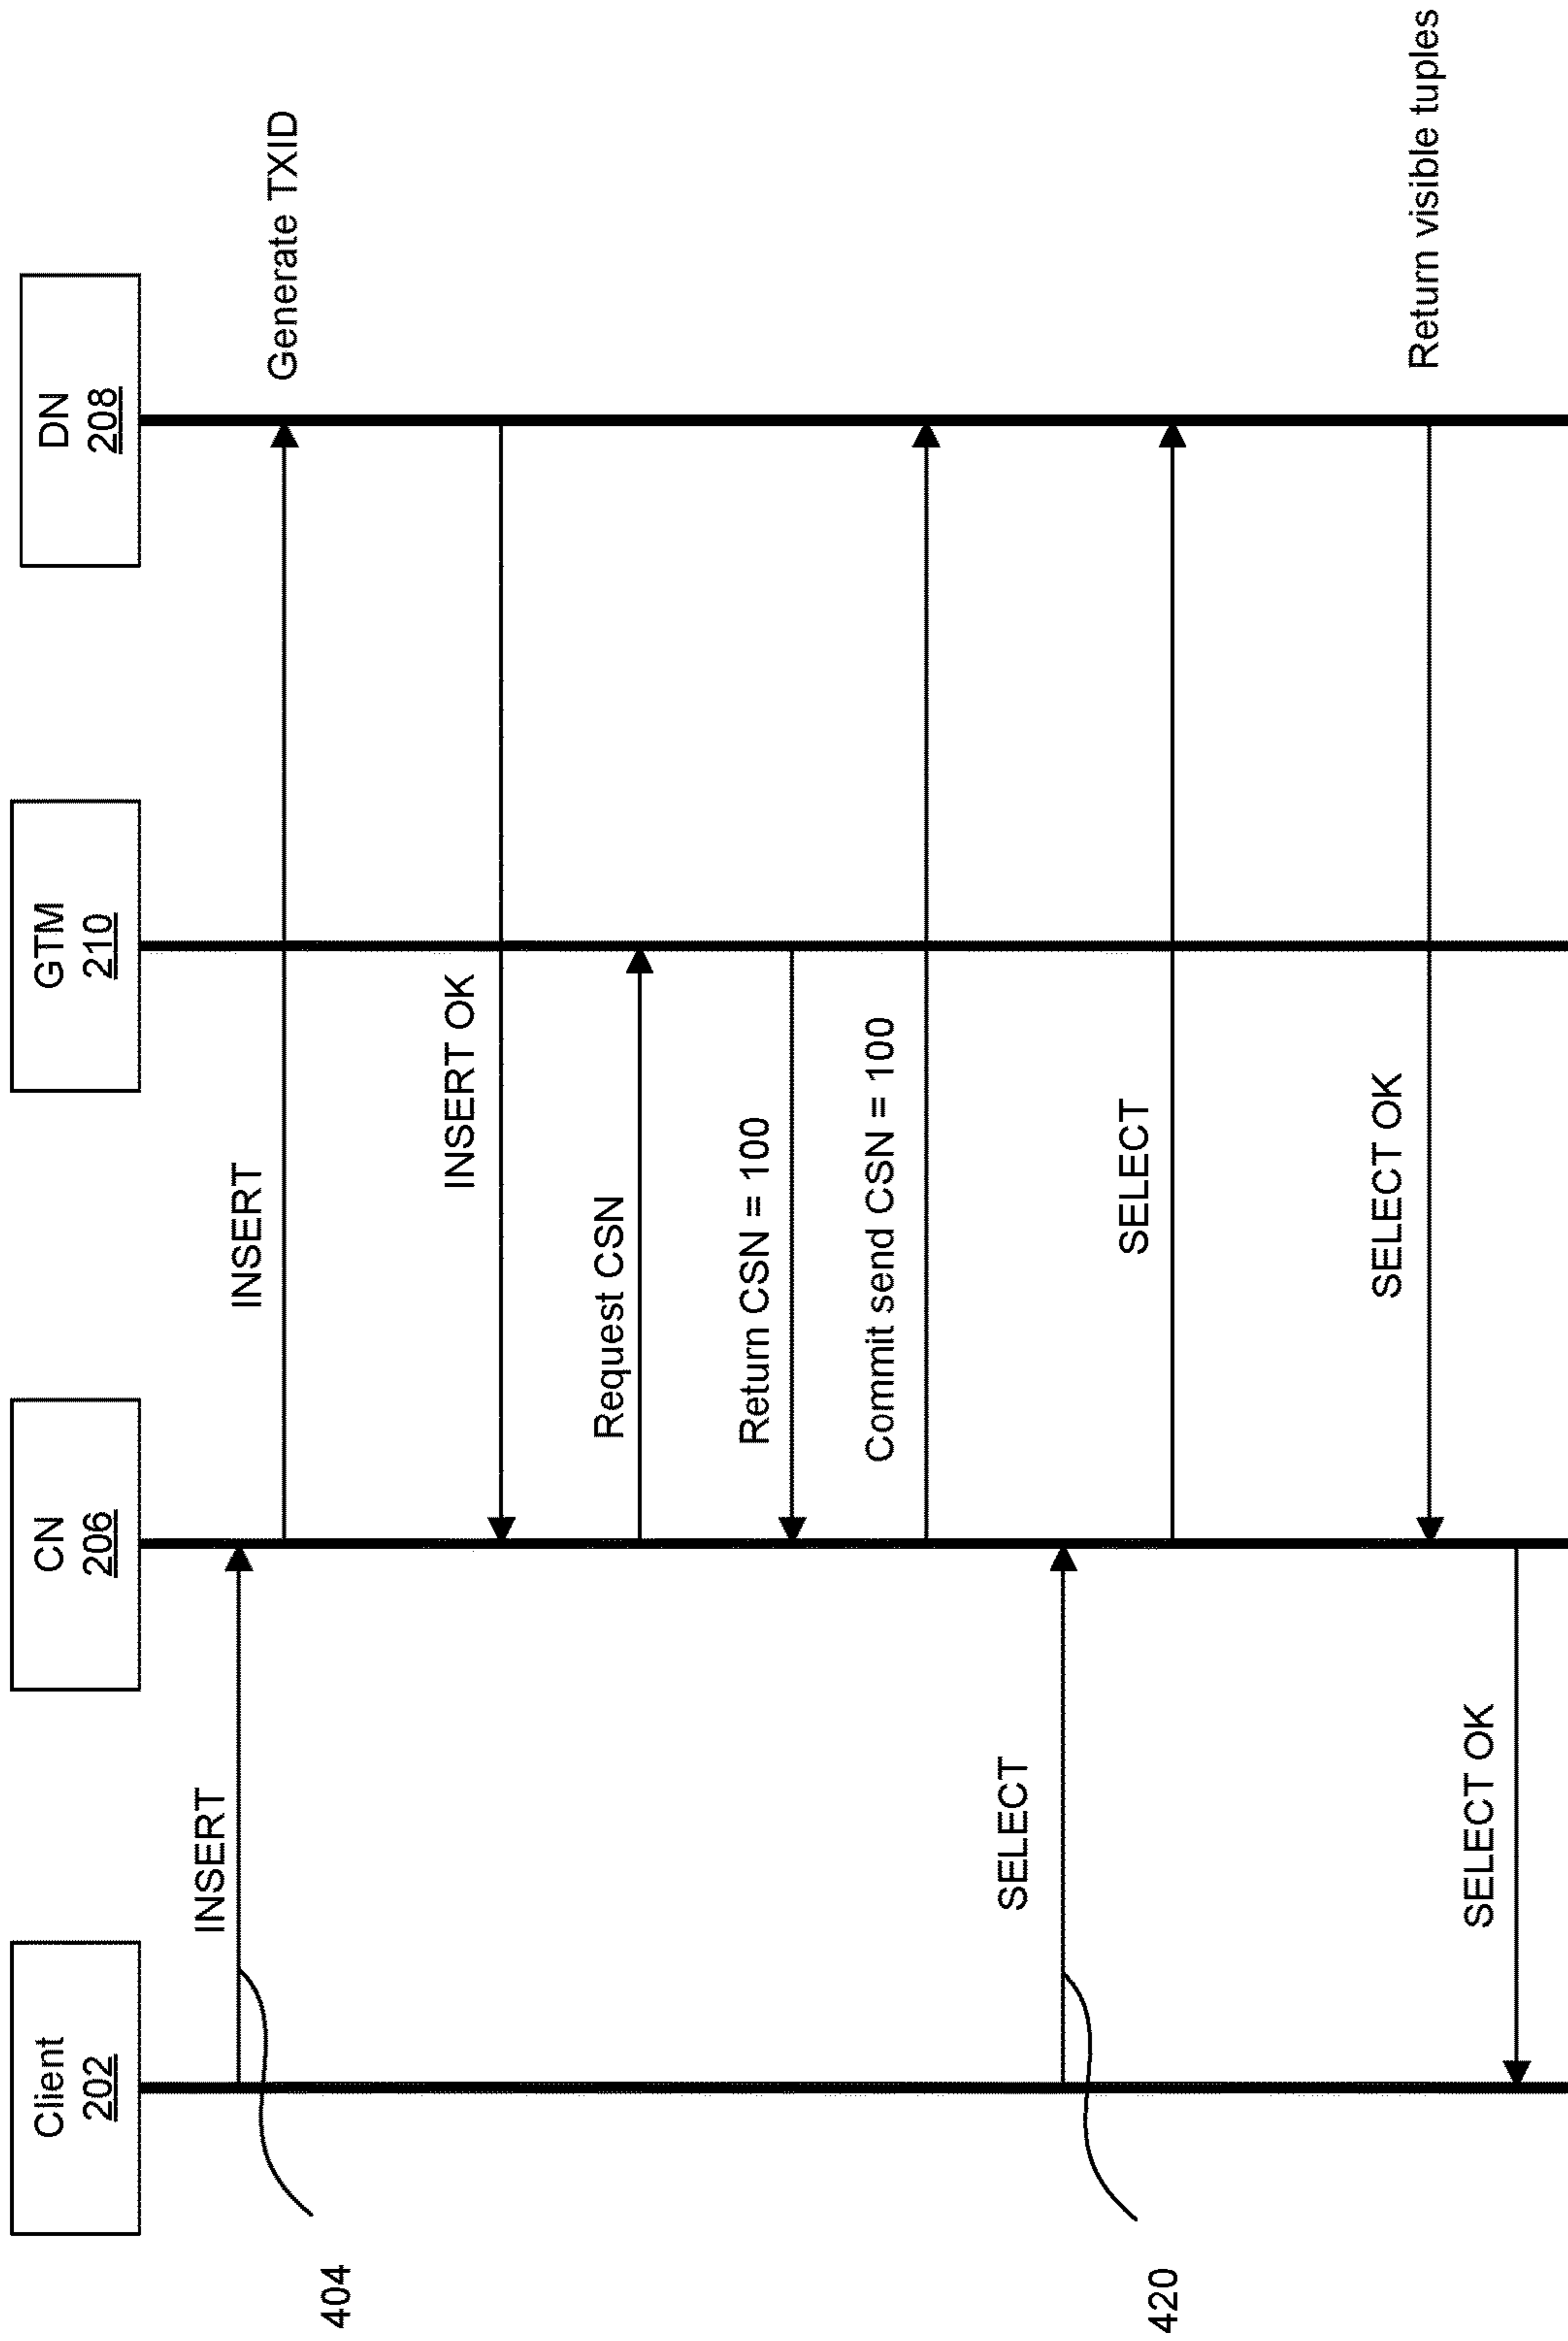 Client
202
CN
206
GTM
210
DN
208
INSERT
404
INSERT
Generate TXID
INSERT OK
Request CSN
Return CSN = 100
Commit send CSN = 100
SELECT
420
SELECT
SELECT OK
Return visible tuples
SELECT OK